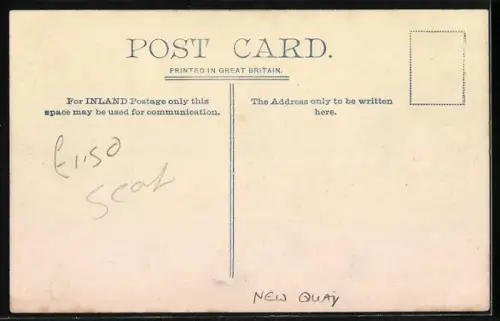 POST CARD.
PRINTED IN GREAT BRITAIN.
For INLAND Postage only this
space may be used for communication.
The Address only to be written
here.
£1.50
NEW QUAY